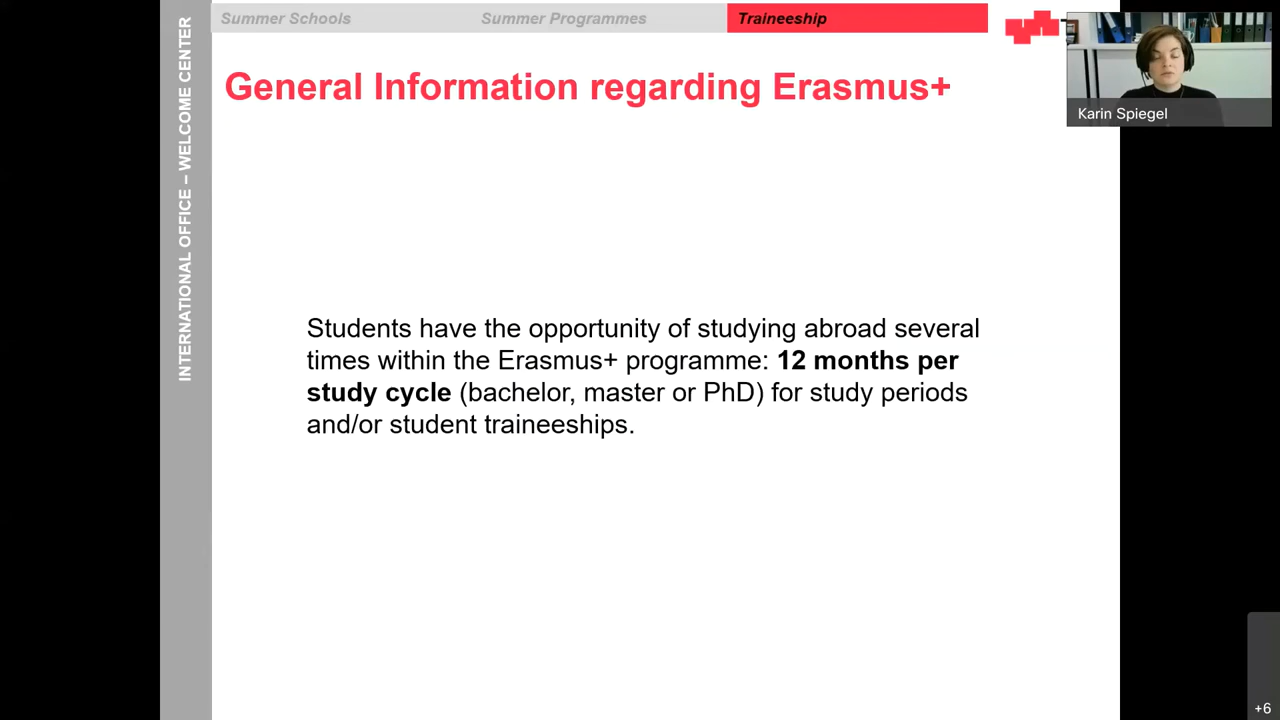 Summer Schools
Summer Programmes
Traineeship
INTERNATIONAL OFFICE – WELCOME CENTER
General Information regarding Erasmus+
Karin Spiegel
Students have the opportunity of studying abroad several
times within the Erasmus+ programme: 12 months per
study cycle (bachelor, master or PhD) for study periods
and/or student traineeships.
+6